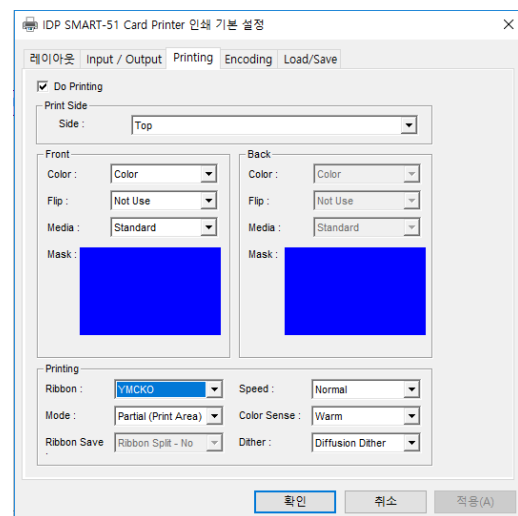 IDP SMART-51 Card Printer 인쇄 기본 설정
레이아웃 Input / Output Printing Encoding Load/Save
Do Printing
Print Side
Side : Top
Front Back
Color : Color Color : Color
Flip : Not Use Flip : Not Use
Media : Standard Media : Standard
Mask : Mask :
Printing
Ribbon : YMCKO Speed : Normal
Mode : Partial (Print Area) Color Sense : Warm
Ribbon Save Ribbon Split - No Dither : Diffusion Dither
:
확인 취소 적용(A)